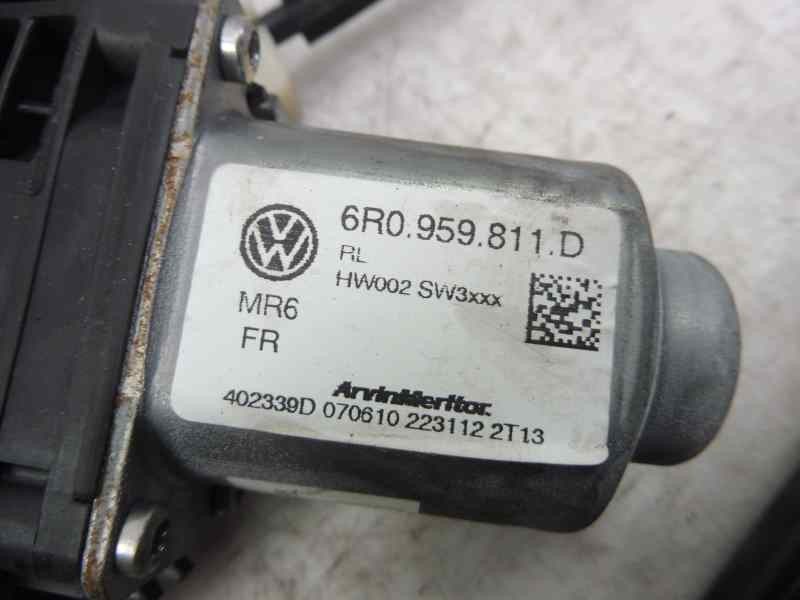 6R0.959.811.D
RL
HW002 SW3xxx
MR6
FR
ArvinMeritor
402339D 070610 223112 2T13